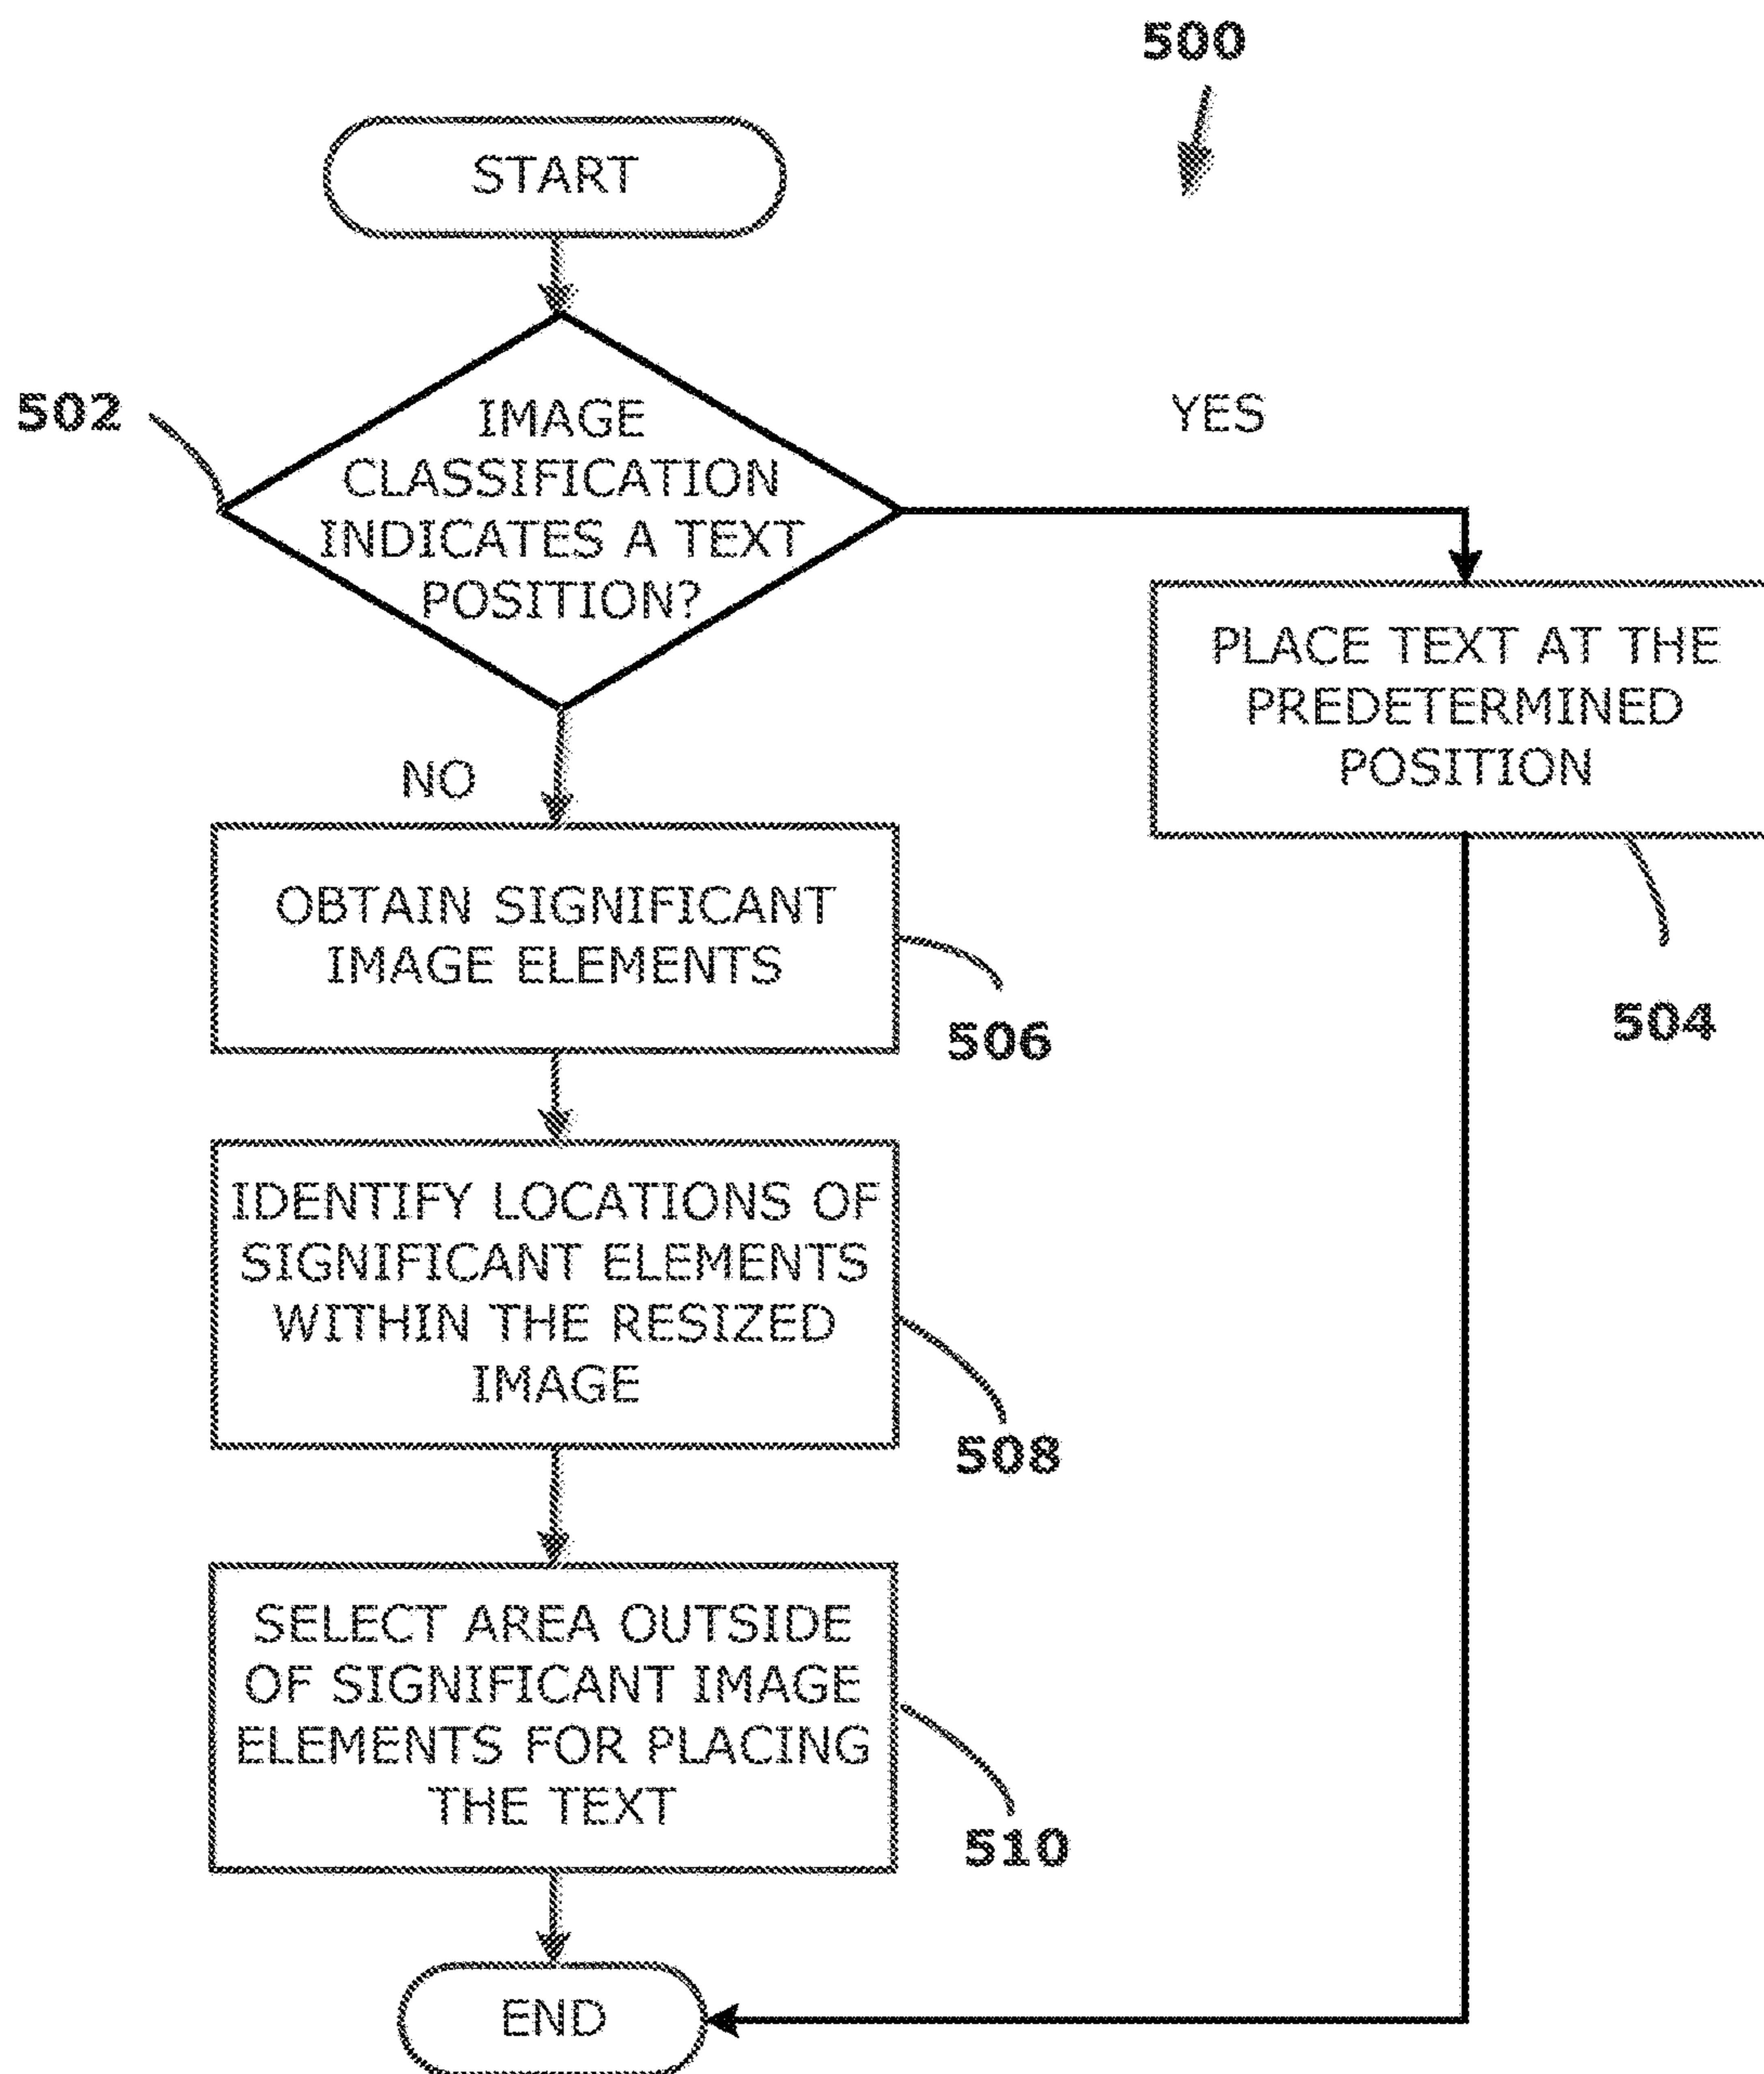 500
START
502
IMAGE
CLASSIFICATION
INDICATES A TEXT
POSITION?
YES
PLACE TEXT AT THE
PREDETERMINED
POSITION
504
NO
OBTAIN SIGNIFICANT
IMAGE ELEMENTS
506
IDENTIFY LOCATIONS OF
SIGNIFICANT ELEMENTS
WITHIN THE RESIZED
IMAGE
508
SELECT AREA OUTSIDE
OF SIGNIFICANT IMAGE
ELEMENTS FOR PLACING
THE TEXT
510
END